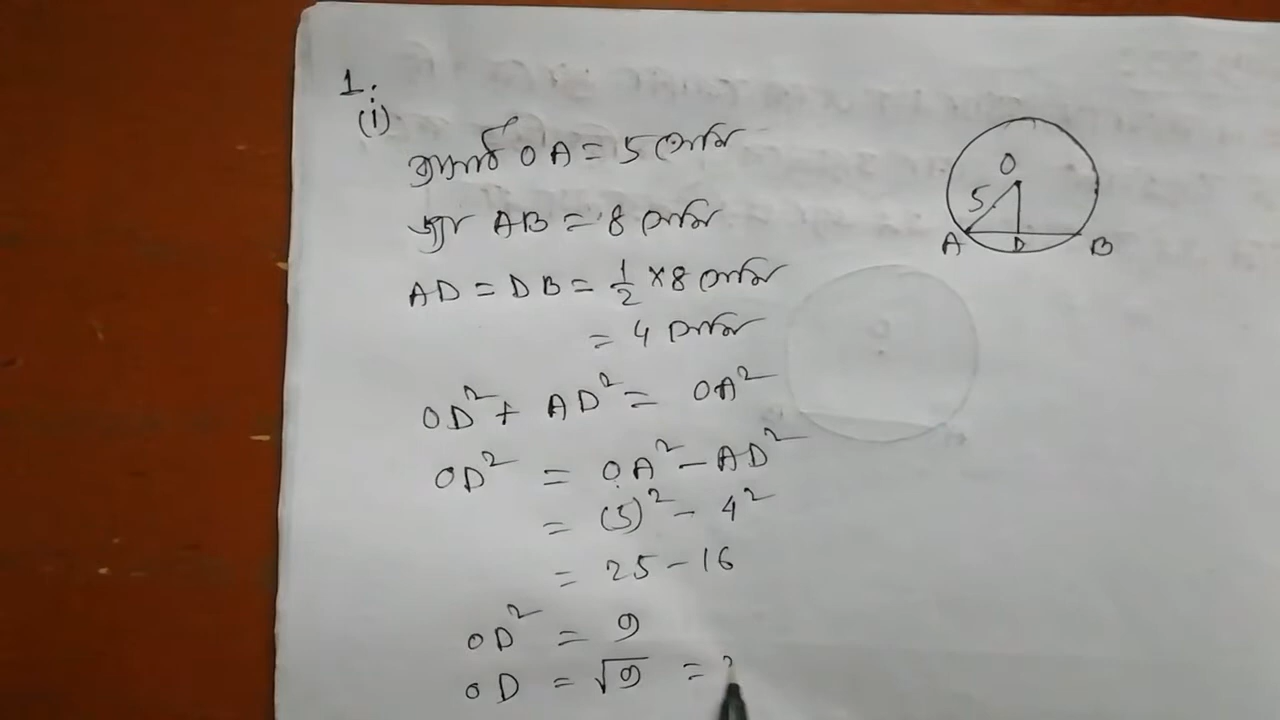 1.
(i)
ব্যাসার্ধ OA = 5 সেমি
জ্যা AB = 8 সেমি
AD = DB = 1/2 × 8 সেমি
= 4 সেমি
OD² + AD² = OA²
OD² = OA² - AD²
= (5)² - 4²
= 25 - 16
OD² = 9
OD = √9 =
O
5
A D B